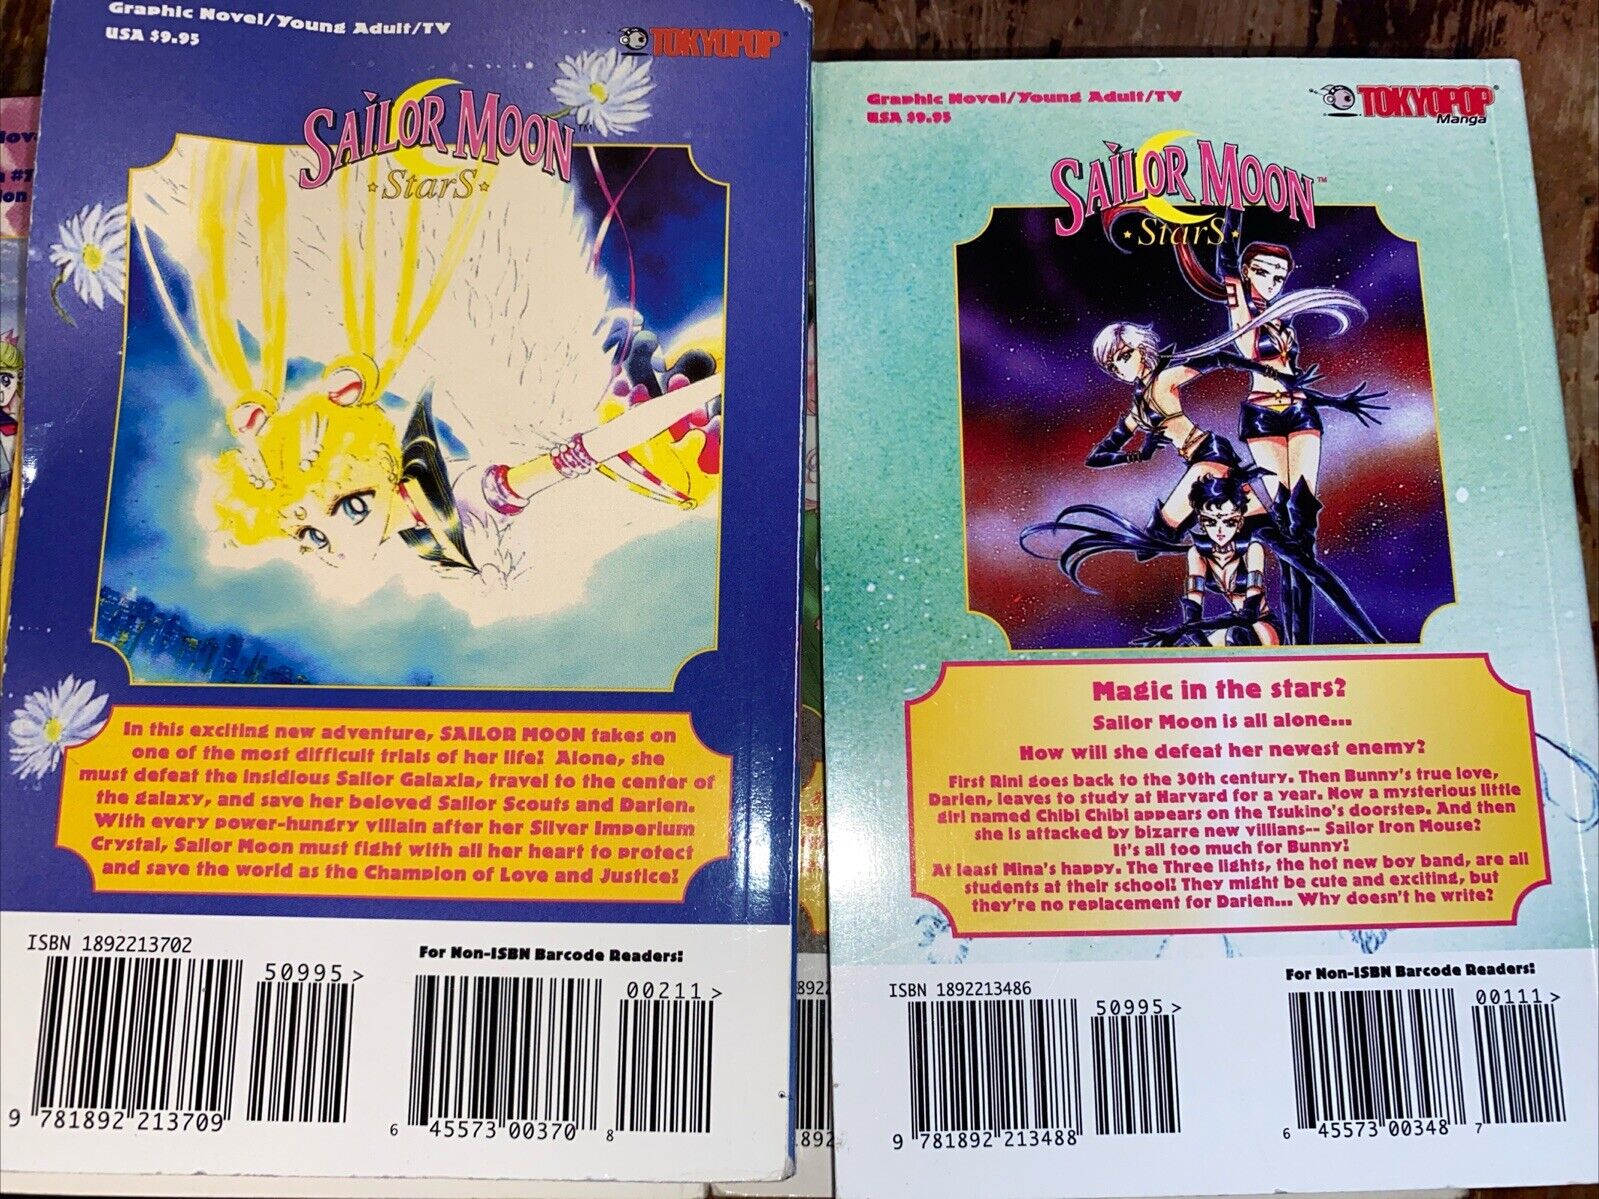 Graphic Novel/Young Adult/TV
USA $9.95
TOKYOPOP®
SAILOR MOON™
StarS
In this exciting new adventure, SAILOR MOON takes on
one of the most difficult trials of her life! Alone, she
must defeat the insidious Sailor Galaxia, travel to the center of
the galaxy, and save her beloved Sailor Scouts and Darien.
With every power-hungry villain after her Silver Imperium
Crystal, Sailor Moon must fight with all her heart to protect
and save the world as the Champion of Love and Justice!
ISBN 1892213702
50995>
9 781892 213709
For Non-ISBN Barcode Readers:
00211>
6 45573 00370 8
Graphic Novel/Young Adult/TV
USA $9.95
TOKYOPOP®
Manga
SAILOR MOON™
StarS
Magic in the stars?
Sailor Moon is all alone...
How will she defeat her newest enemy?
First Rini goes back to the 30th century. Then Bunny's true love,
Darien, leaves to study at Harvard for a year. Now a mysterious little
girl named Chibi Chibi appears on the Tsukino's doorstep. And then
she is attacked by bizarre new villians-- Sailor Iron Mouse?
It's all too much for Bunny!
At least Mina's happy. The Three lights, the hot new boy band, are all
students at their school! They might be cute and exciting, but
they're no replacement for Darien... Why doesn't he write?
ISBN 1892213486
50995>
9 781892 213488
For Non-ISBN Barcode Readers:
00111>
6 45573 00348 7